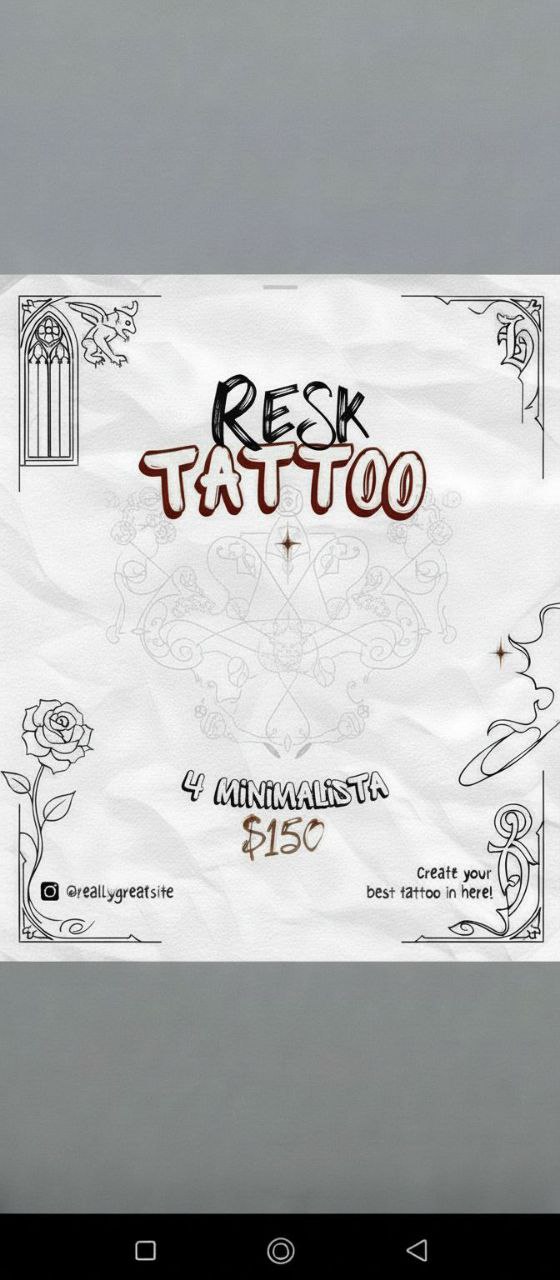 RESK
TATTOO
4 MiNiMALiSTA
$150
@reallygreatsite
Create your
best tattoo in here!